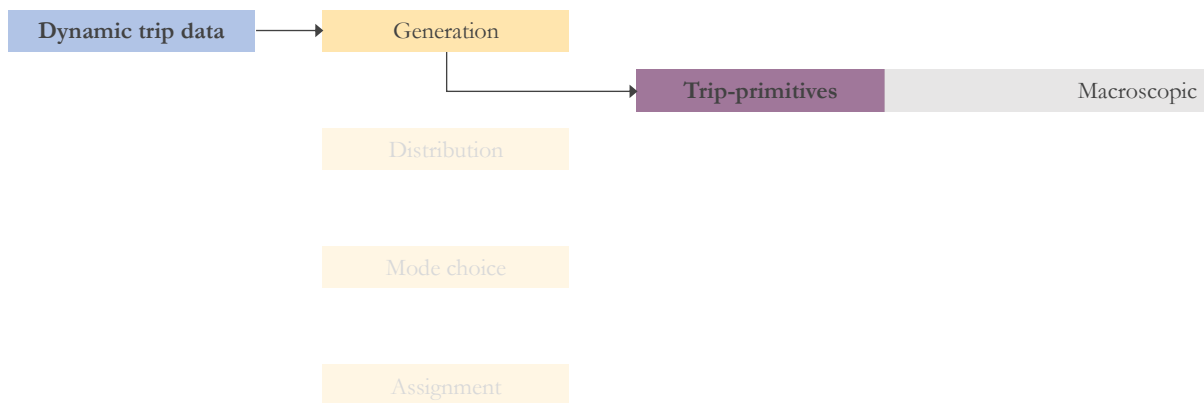 Dynamic trip data
Generation
Trip-primitives
Macroscopic
Distribution
Mode choice
Assignment